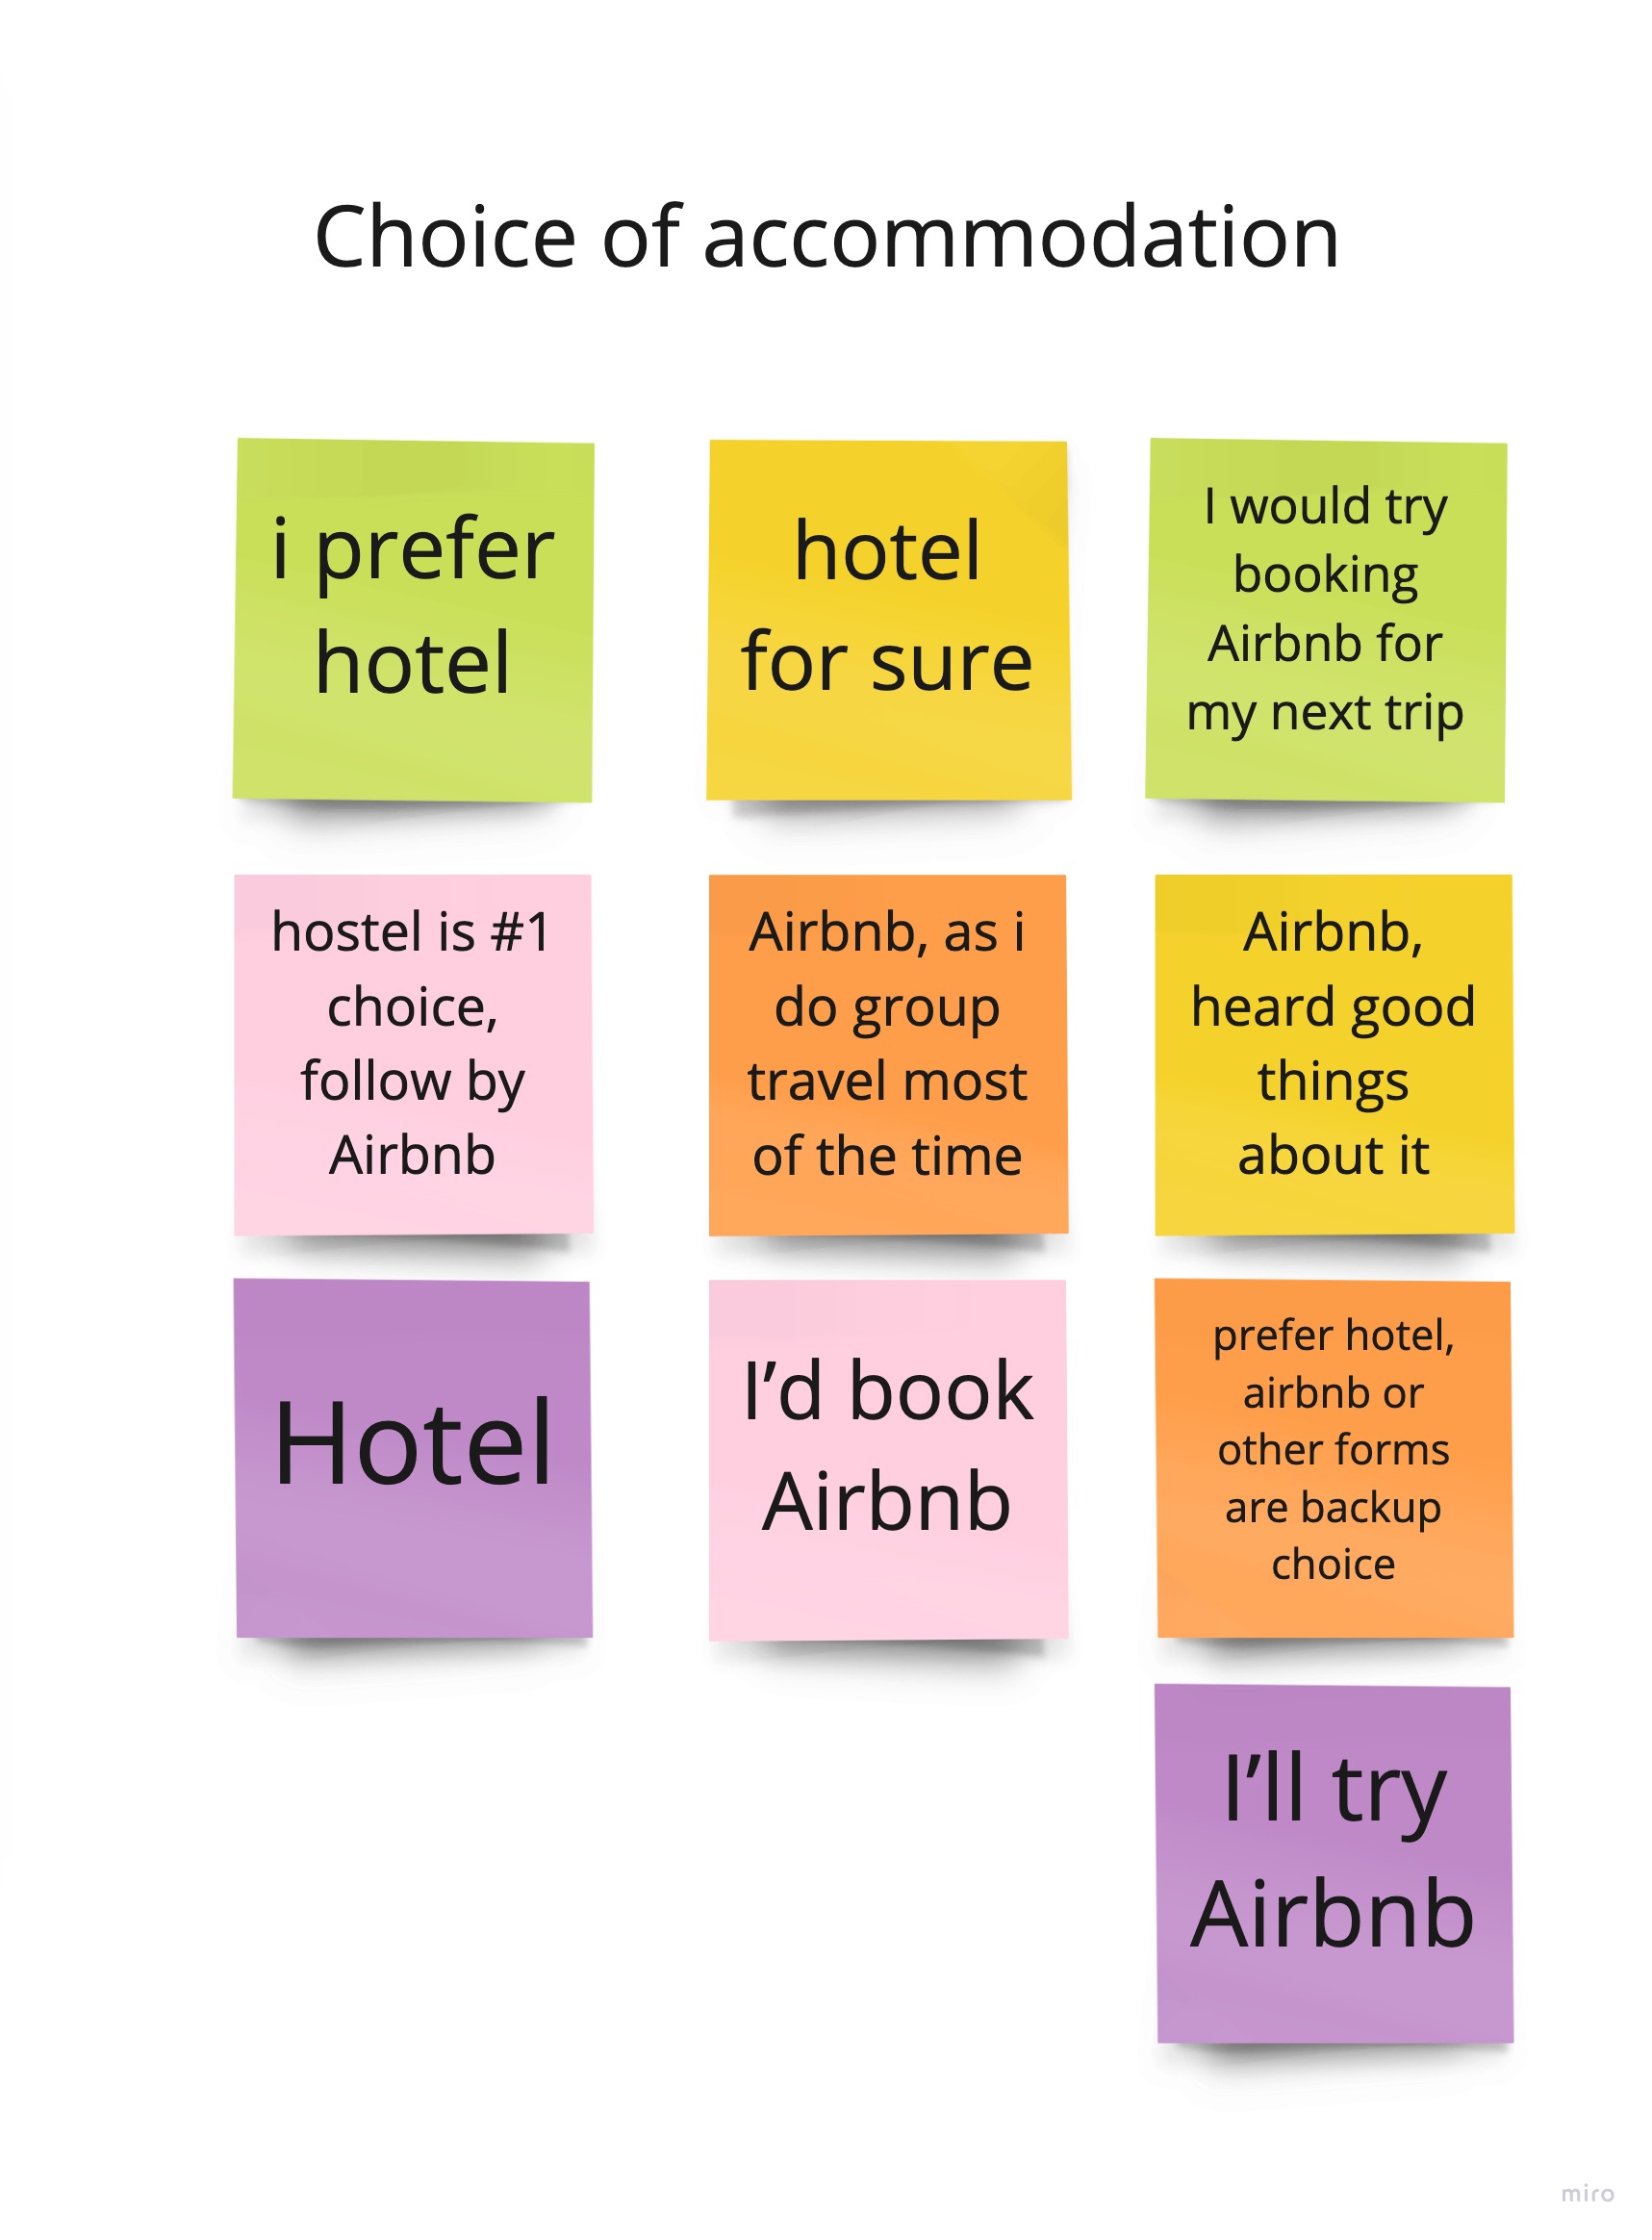 Choice of accommodation
i prefer
hotel
hotel
for sure
I would try
booking
Airbnb for
my next trip
hostel is #1
choice,
follow by
Airbnb
Airbnb, as i
do group
travel most
of the time
Airbnb,
heard good
things
about it
Hotel
I’d book
Airbnb
prefer hotel,
airbnb or
other forms
are backup
choice
I’ll try
Airbnb
miro